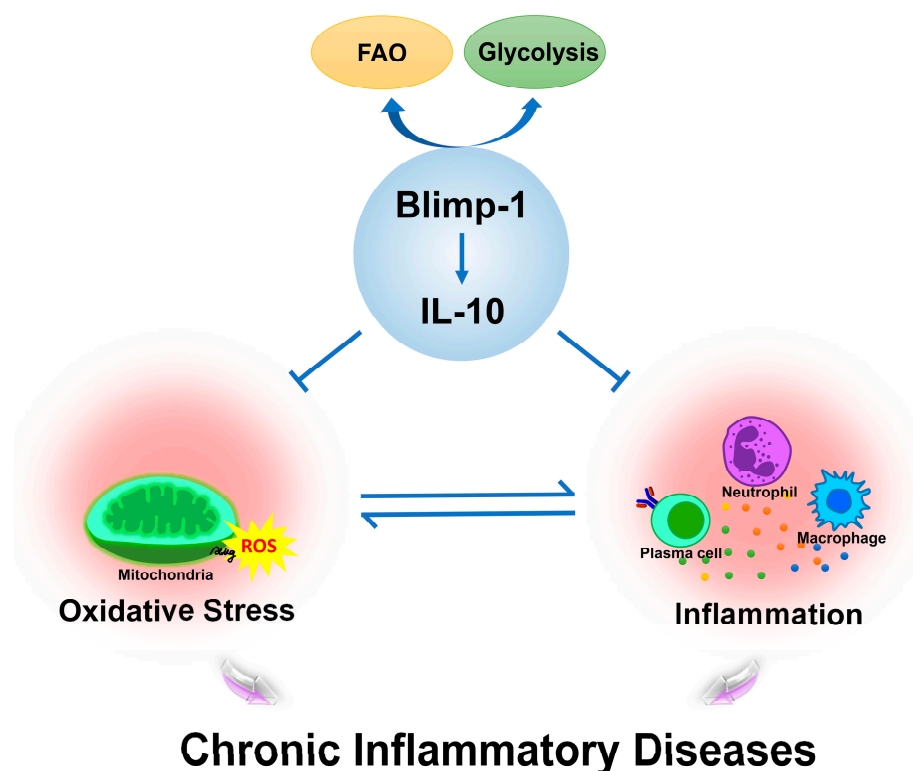 FAO
Glycolysis
Blimp-1
IL-10
Neutrophil
Macrophage
Plasma cell
ROS
Mitochondria
Oxidative Stress
Inflammation
Chronic Inflammatory Diseases